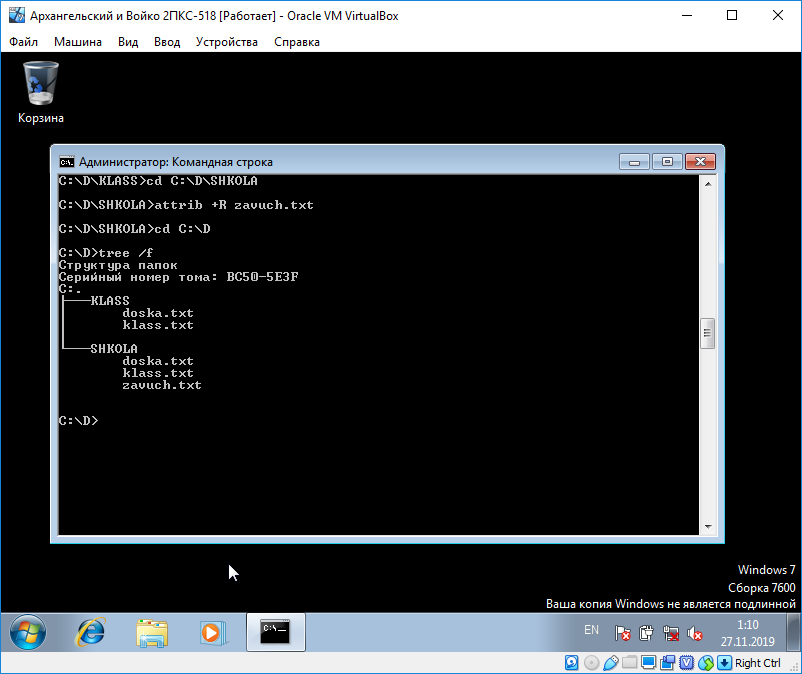 Архангельский и Войко 2ПКС-518 [Работает] - Oracle VM VirtualBox
Файл Машина Вид Ввод Устройства Справка
Корзина
Администратор: Командная строка
C:\D\KLASS>cd C:\D\SHKOLA
C:\D\SHKOLA>attrib +R zavuch.txt
C:\D\SHKOLA>cd C:\D
C:\D>tree /f
Структура папок
Серийный номер тома: BC50-5E3F
C:.
├───KLASS
│       doska.txt
│       klass.txt
│
└───SHKOLA
        doska.txt
        klass.txt
        zavuch.txt
C:\D>
Windows 7
Сборка 7600
Ваша копия Windows не является подлинной
EN
1:10
27.11.2019
Right Ctrl